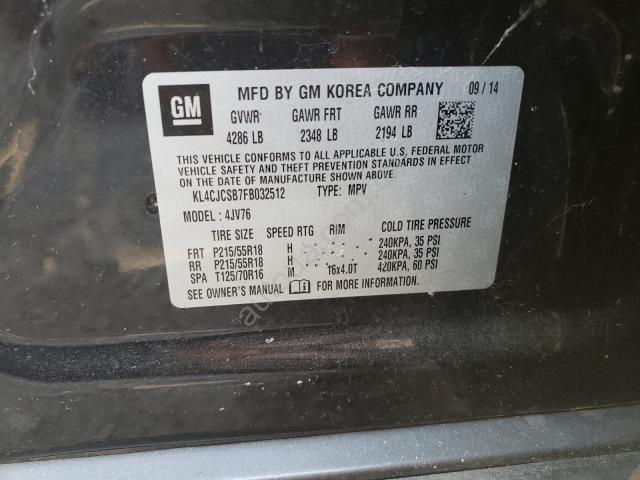 GM MFD BY GM KOREA COMPANY 09 / 14
GVWR GAWR FRT GAWR RR
4286 LB 2348 LB 2194 LB
THIS VEHICLE CONFORMS TO ALL APPLICABLE U.S. FEDERAL MOTOR
VEHICLE SAFETY AND THEFT PREVENTION STANDARDS IN EFFECT
ON THE DATE OF MANUFACTURE SHOWN ABOVE.
KL4CJCSB7FB032512 TYPE: MPV
MODEL: 4JV76
TIRE SIZE SPEED RTG RIM COLD TIRE PRESSURE
FRT P215/55R18 H 240KPA, 35 PSI
RR P215/55R18 H 240KPA, 35 PSI
SPA T125/70R16 M 16x4.0T 420KPA, 60 PSI
SEE OWNER'S MANUAL FOR MORE INFORMATION.